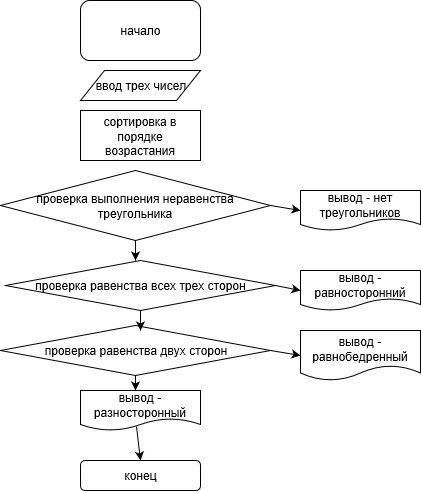 начало
ввод трех чисел
сортировка в
порядке
возрастания
проверка выполнения неравенства
треугольника
вывод - нет
треугольников
проверка равенства всех трех сторон
вывод -
равносторонний
проверка равенства двух сторон
вывод -
равнобедренный
вывод -
разносторонный
конец